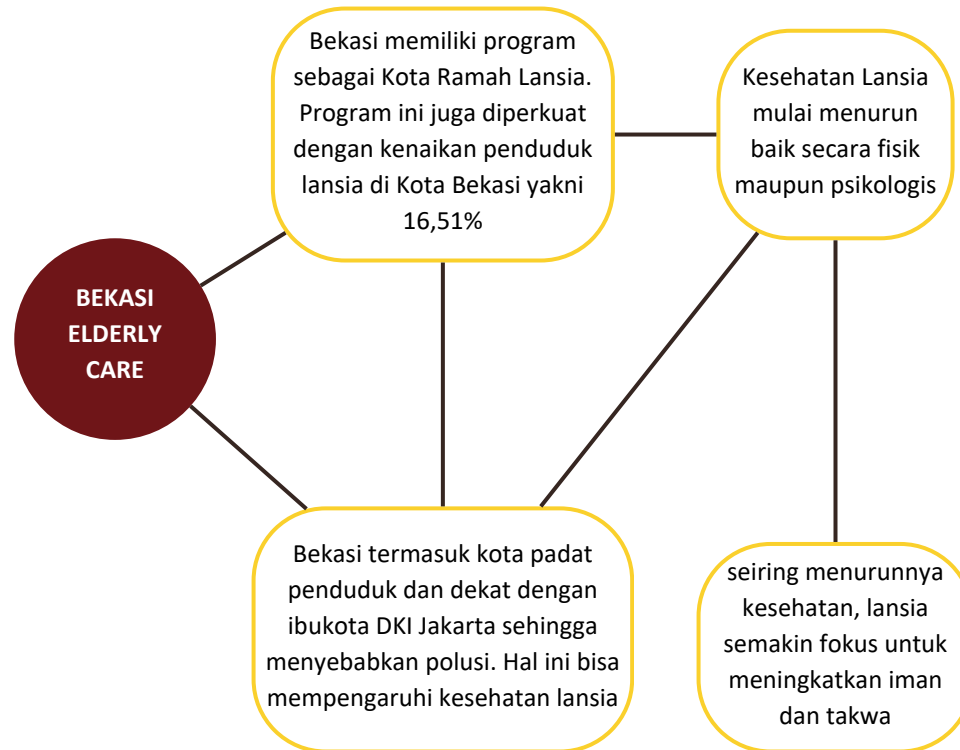 Bekasi memiliki program
sebagai Kota Ramah Lansia.
Program ini juga diperkuat
dengan kenaikan penduduk
lansia di Kota Bekasi yakni
16,51%
Kesehatan Lansia
mulai menurun
baik secara fisik
maupun psikologis
BEKASI
ELDERLY
CARE
Bekasi termasuk kota padat
penduduk dan dekat dengan
ibukota DKI Jakarta sehingga
menyebabkan polusi. Hal ini bisa
mempengaruhi kesehatan lansia
seiring menurunnya
kesehatan, lansia
semakin fokus untuk
meningkatkan iman
dan takwa